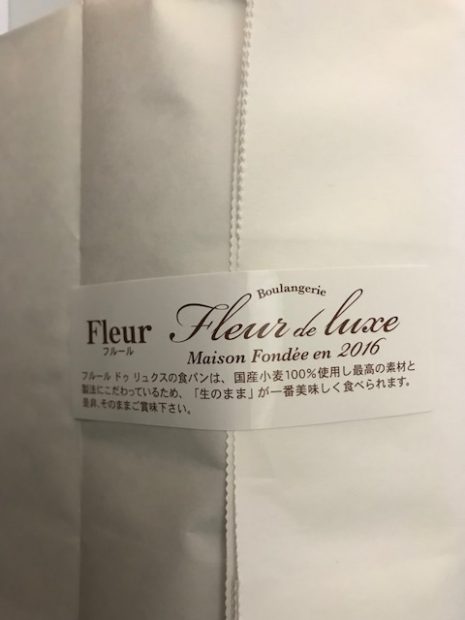 Boulangerie
Fleur Fleur de luxe
フルール
Maison Fondée en 2016
フルール ドゥ リュクスの食パンは、国産小麦100%使用し最高の素材と
製法にこだわっているため、「生のまま」が一番美味しく食べられます。
是非、そのままご賞味下さい。